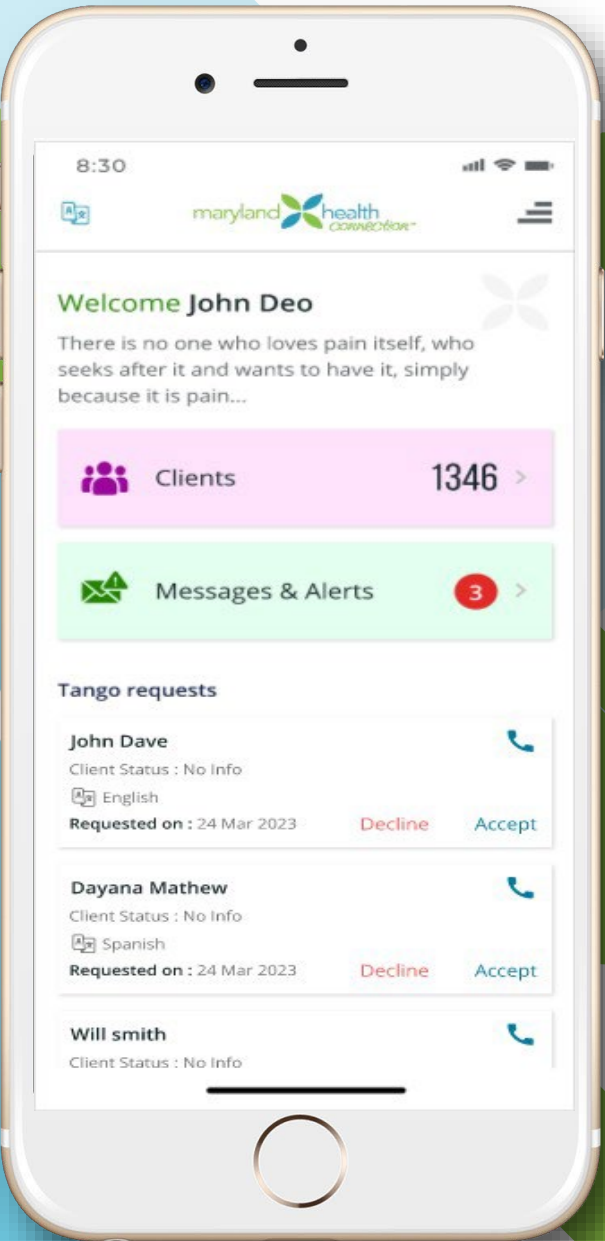 8:30
maryland health
connection™
Welcome John Deo
There is no one who loves pain itself, who
seeks after it and wants to have it, simply
because it is pain...
Clients 1346 >
Messages & Alerts 3 >
Tango requests
John Dave
Client Status : No Info
English
Requested on : 24 Mar 2023 Decline Accept
Dayana Mathew
Client Status : No Info
Spanish
Requested on : 24 Mar 2023 Decline Accept
Will smith
Client Status : No Info